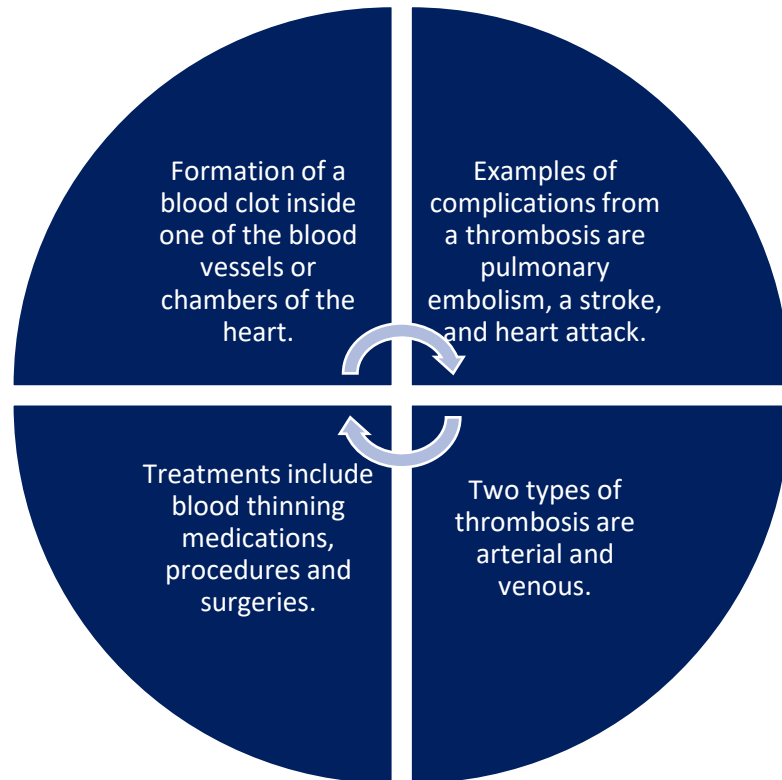 Formation of a
blood clot inside
one of the blood
vessels or
chambers of the
heart.
Examples of
complications from
a thrombosis are
pulmonary
embolism, a stroke,
and heart attack.
Treatments include
blood thinning
medications,
procedures and
surgeries.
Two types of
thrombosis are
arterial and
venous.